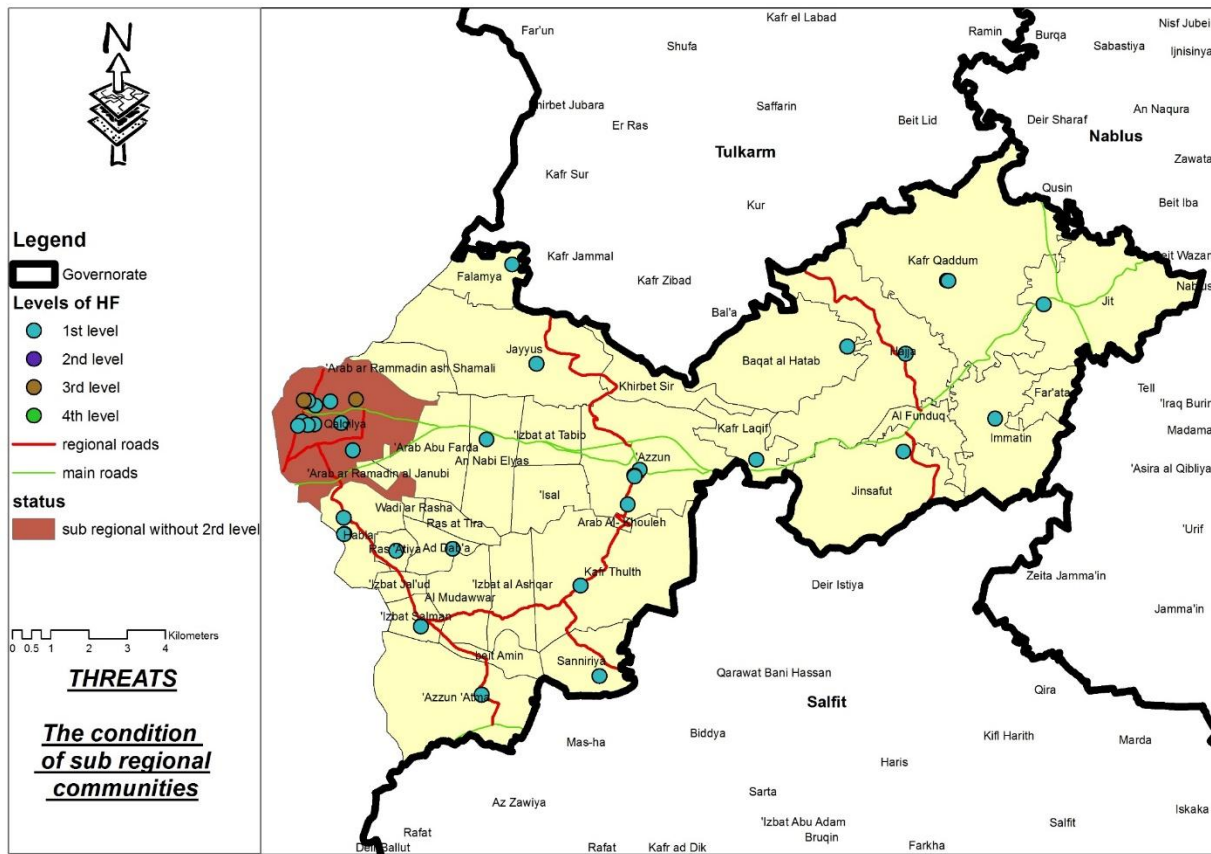 N
Legend
Governorate
Levels of HF
1st level
2nd level
3rd level
4th level
regional roads
main roads
status
sub regional without 2rd level
0 0.5 1 2 3 4
Kilometers
THREATS
The condition
of sub regional
communities
Kafr el Labad
Far'un
Shufa
Ramin
Burqa
Nisf Jubei
Sabastiya
Ijnisinya
Khirbet Jubara
Saffarin
An Naqura
Er Ras
Beit Lid
Deir Sharaf
Nablus
Tulkarm
Zawata
Kafr Sur
Qusin
Kur
Beit Iba
Kafr Jammal
Beit Wazan
Falamya
Kafr Zibad
Kafr Qaddum
Nablus
Jit
Bal'a
Jayyus
Hajja
Baqat al Hatab
'Arab ar Rammadin ash Shamali
Khirbet Sir
Far'ata
Tell
'Iraq Burin
Al Funduq
Qalqilya
Kafr Laqif
Immatin
Madama
'Izbat at Tabib
'Arab Abu Farda
An Nabi Elyas
'Azzun
'Arab ar Ramadin al Janubi
'Asira al Qibliya
Jinsafut
'Isal
Wadi ar Rasha
Ras at Tira
Arab Al- Khouleh
'Urif
Habla
Ras 'Atiya
Ad Dab'a
Kafr Thulth
Zeita Jamma'in
'Izbat Jal'ud
'Izbat al Ashqar
Deir Istiya
Al Mudawwar
Jamma'in
'Izbat Salman
beit Amin
Sanniriya
Qarawat Bani Hassan
Qira
'Azzun 'Atma
Salfit
Biddya
Kifl Harith
Marda
Mas-ha
Haris
Sarta
Az Zawiya
Iskaka
'Izbat Abu Adam
Salfit
Rafat
Bruqin
Deir Ballut
Rafat
Kafr ad Dik
Farkha